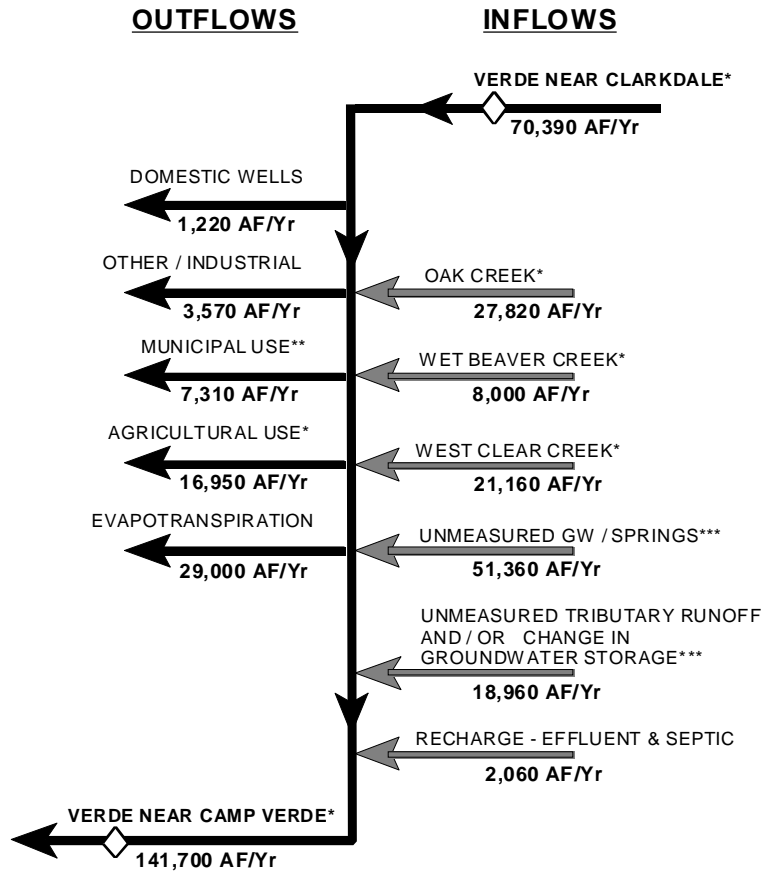 OUTFLOWS
INFLOWS
VERDE NEAR CLARKDALE*
70,390 AF/Yr
DOMESTIC WELLS
1,220 AF/Yr
OTHER / INDUSTRIAL
3,570 AF/Yr
OAK CREEK*
27,820 AF/Yr
MUNICIPAL USE**
7,310 AF/Yr
WET BEAVER CREEK*
8,000 AF/Yr
AGRICULTURAL USE*
16,950 AF/Yr
WEST CLEAR CREEK*
21,160 AF/Yr
EVAPOTRANSPIRATION
29,000 AF/Yr
UNMEASURED GW / SPRINGS***
51,360 AF/Yr
UNMEASURED TRIBUTARY RUNOFF
AND / OR CHANGE IN
GROUNDWATER STORAGE***
18,960 AF/Yr
RECHARGE - EFFLUENT & SEPTIC
2,060 AF/Yr
VERDE NEAR CAMP VERDE*
141,700 AF/Yr